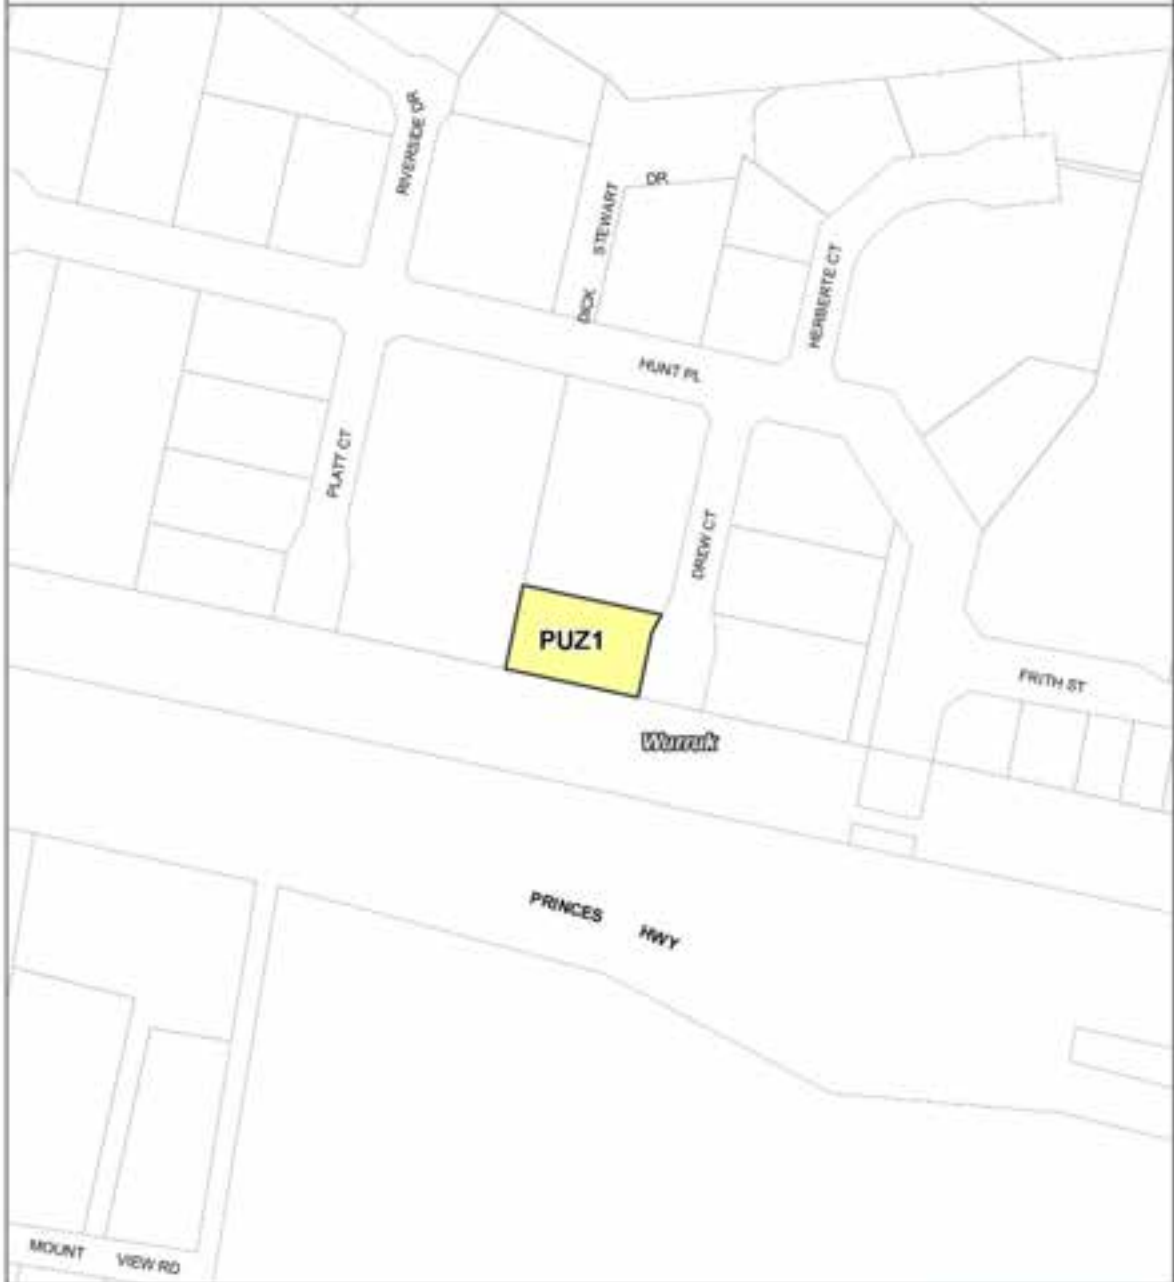 RIVERSIDE DR
DICK STEWART DR
HERBERTE CT
HUNT PL
PLATT CT
DREW CT
PUZ1
FRITH ST
Wurruk
PRINCES HWY
MOUNT VIEW RD